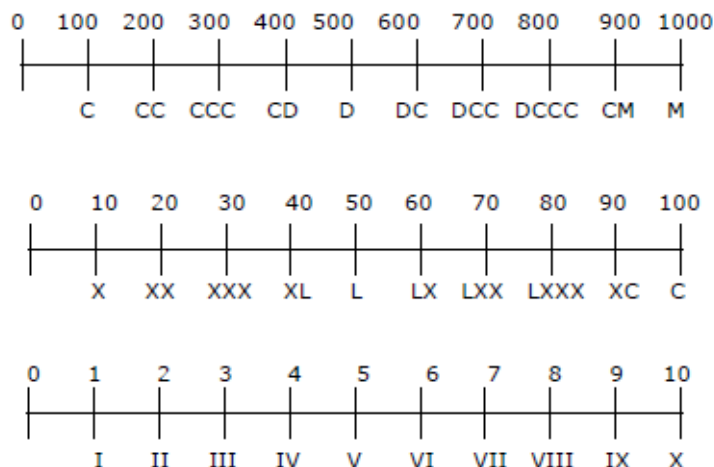 0 100 200 300 400 500 600 700 800 900 1000
C CC CCC CD D DC DCC DCCC CM M
0 10 20 30 40 50 60 70 80 90 100
X XX XXX XL L LX LXX LXXX XC C
0 1 2 3 4 5 6 7 8 9 10
I II III IV V VI VII VIII IX X